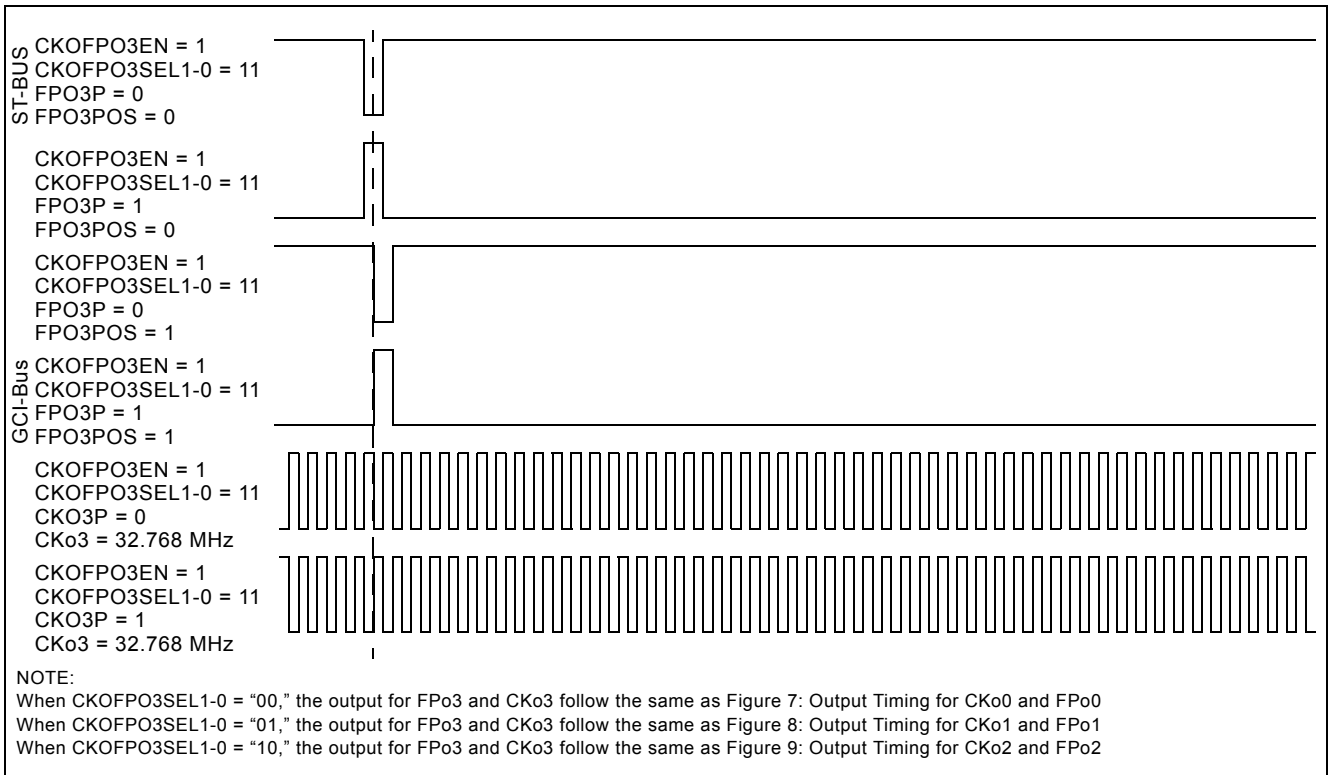 ST-BUS
CKOFPO3EN = 1
CKOFPO3SEL1-0 = 11
FPO3P = 0
FPO3POS = 0
CKOFPO3EN = 1
CKOFPO3SEL1-0 = 11
FPO3P = 1
FPO3POS = 0
CKOFPO3EN = 1
CKOFPO3SEL1-0 = 11
FPO3P = 0
FPO3POS = 1
GCI-Bus
CKOFPO3EN = 1
CKOFPO3SEL1-0 = 11
FPO3P = 1
FPO3POS = 1
CKOFPO3EN = 1
CKOFPO3SEL1-0 = 11
CKO3P = 0
CKo3 = 32.768 MHz
CKOFPO3EN = 1
CKOFPO3SEL1-0 = 11
CKO3P = 1
CKo3 = 32.768 MHz
NOTE:
When CKOFPO3SEL1-0 = “00,” the output for FPo3 and CKo3 follow the same as Figure 7: Output Timing for CKo0 and FPo0
When CKOFPO3SEL1-0 = “01,” the output for FPo3 and CKo3 follow the same as Figure 8: Output Timing for CKo1 and FPo1
When CKOFPO3SEL1-0 = “10,” the output for FPo3 and CKo3 follow the same as Figure 9: Output Timing for CKo2 and FPo2